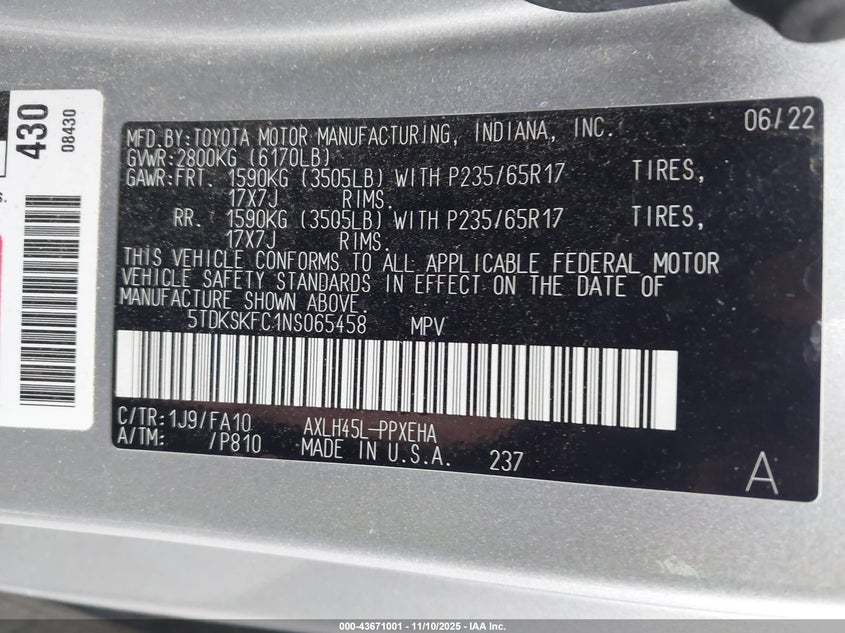 430
08430
s.
MFD.BY:TOYOTA MOTOR MANUFACTURING, INDIANA, INC. 06/22
GVWR:2800KG (6170LB)
GAWR:FRT. 1590KG (3505LB) WITH P235/65R17 TIRES,
17X7J RIMS.
RR. 1590KG (3505LB) WITH P235/65R17 TIRES,
17X7J RIMS.
THIS VEHICLE CONFORMS TO ALL APPLICABLE FEDERAL MOTOR
VEHICLE SAFETY STANDARDS IN EFFECT ON THE DATE OF
MANUFACTURE SHOWN ABOVE.
5TDKSKFC1NS065458 MPV
C/TR:1J9/FA10 AXLH45L-PPXEHA
A/TM: /P810 MADE IN U.S.A. 237
A
000-43671001 — 11/10/2025 — IAA Inc.